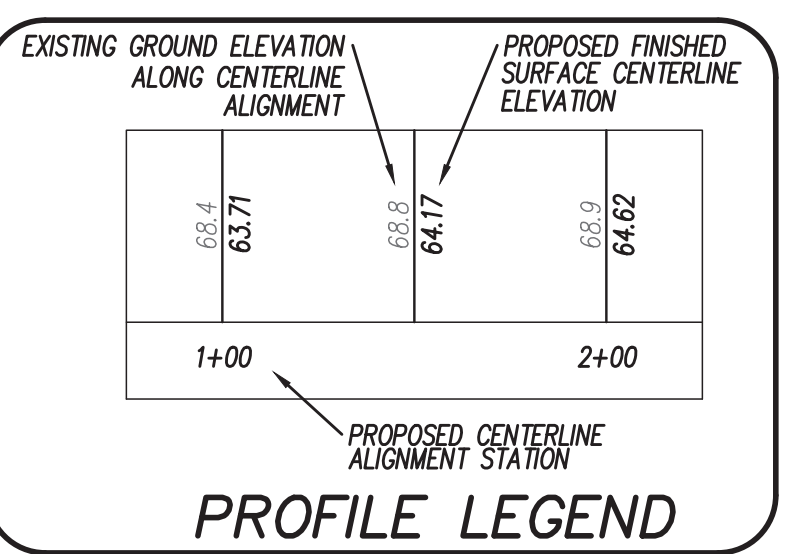 EXISTING GROUND ELEVATION
ALONG CENTERLINE
ALIGNMENT
PROPOSED FINISHED
SURFACE CENTERLINE
ELEVATION
68.4
63.71
68.8
64.17
68.9
64.62
1+00
2+00
PROPOSED CENTERLINE
ALIGNMENT STATION
PROFILE LEGEND